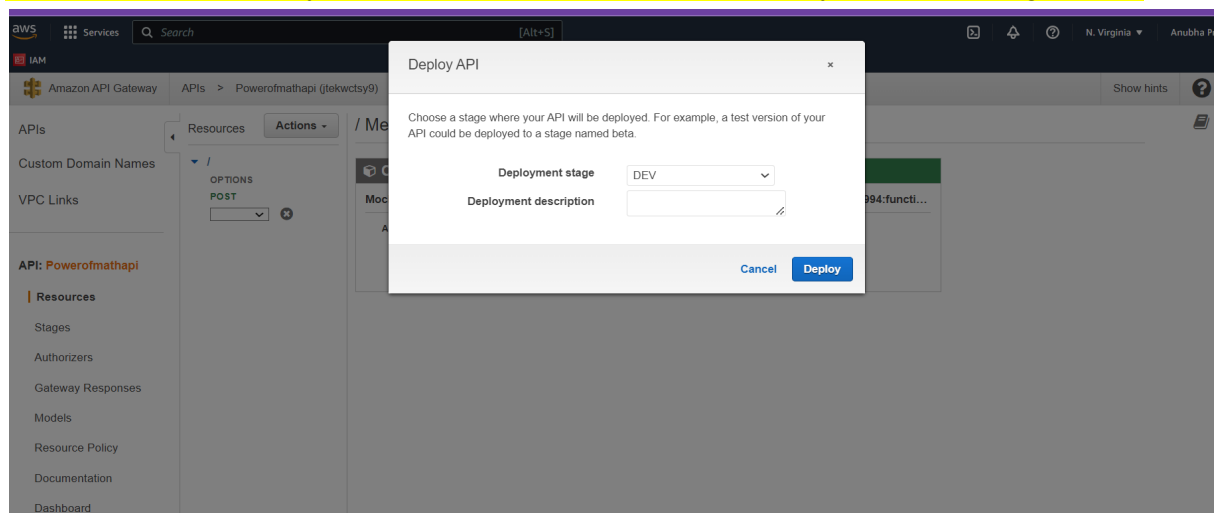 aws Services Search [Alt+S] N. Virginia Anubha
IAM
Amazon API Gateway APIs > Powerofmathapi (jtekwctsy9) Show hints
Deploy API
Choose a stage where your API will be deployed. For example, a test version of your
API could be deployed to a stage named beta.
Deployment stage DEV
Deployment description
Cancel Deploy
APIs
Custom Domain Names
VPC Links
API: Powerofmathapi
Resources
Stages
Authorizers
Gateway Responses
Models
Resource Policy
Documentation
Dashboard
Resources Actions
/
OPTIONS
POST
/ Me
Moc 994:functi...
A